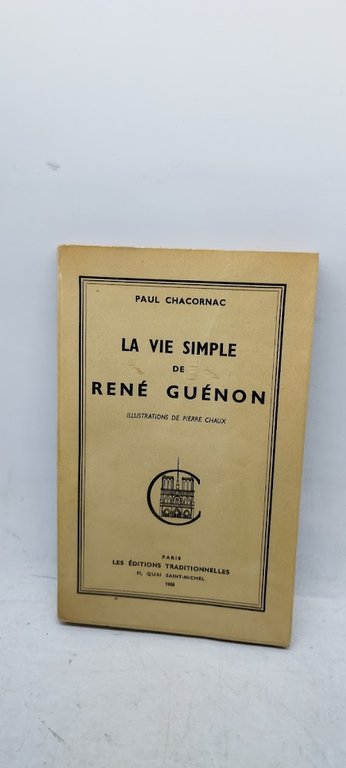 PAUL CHACORNAC
LA VIE SIMPLE
DE
RENÉ GUÉNON
ILLUSTRATIONS DE PIERRE CHAUX
PARIS
LES ÉDITIONS TRADITIONNELLES
QUAI SAINT-MICHEL
1958